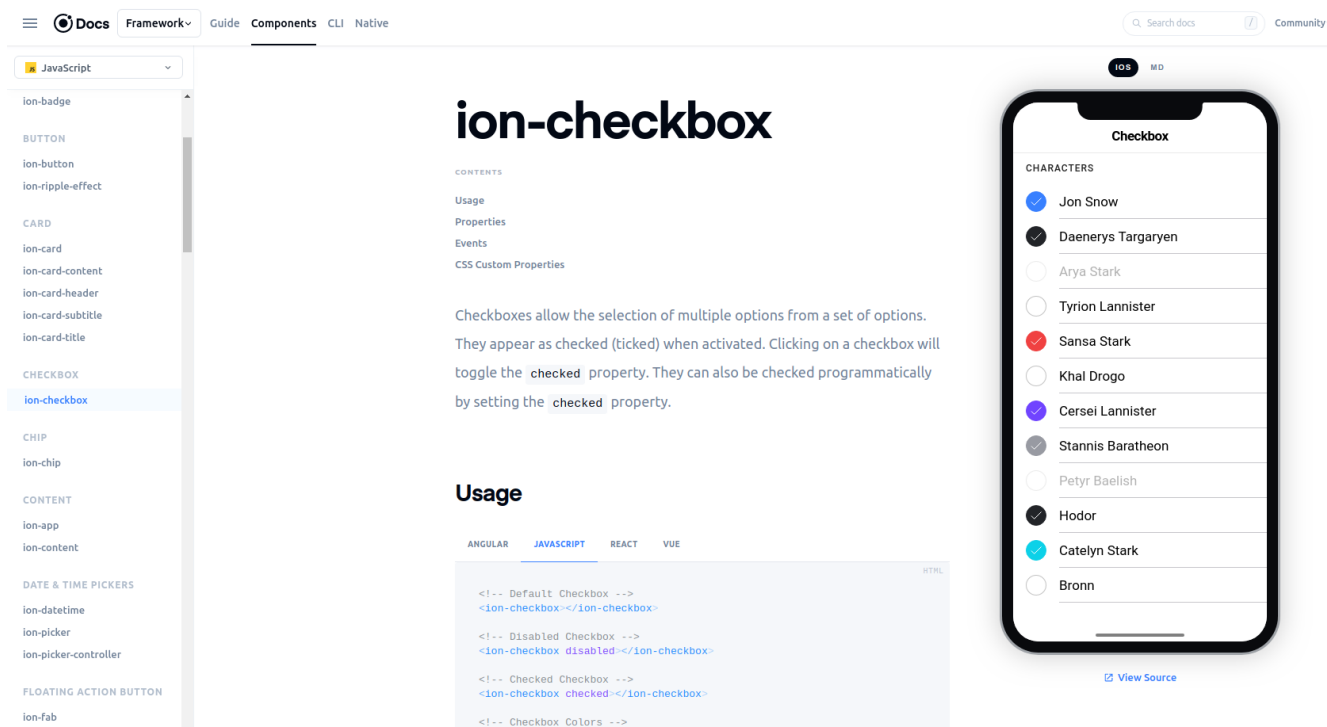 Docs
Framework
Guide
Components
CLI
Native
Search docs
/
Community
JS
JavaScript
ion-badge
BUTTON
ion-button
ion-ripple-effect
CARD
ion-card
ion-card-content
ion-card-header
ion-card-subtitle
ion-card-title
CHECKBOX
ion-checkbox
CHIP
ion-chip
CONTENT
ion-app
ion-content
DATE & TIME PICKERS
ion-datetime
ion-picker
ion-picker-controller
FLOATING ACTION BUTTON
ion-fab
ion-checkbox
CONTENTS
Usage
Properties
Events
CSS Custom Properties
Checkboxes allow the selection of multiple options from a set of options.
They appear as checked (ticked) when activated. Clicking on a checkbox will
toggle the checked property. They can also be checked programmatically
by setting the checked property.
Usage
ANGULAR
JAVASCRIPT
REACT
VUE
HTML
<!-- Default Checkbox -->
<ion-checkbox></ion-checkbox>
<!-- Disabled Checkbox -->
<ion-checkbox disabled></ion-checkbox>
<!-- Checked Checkbox -->
<ion-checkbox checked></ion-checkbox>
<!-- Checkbox Colors -->
IOS
MD
Checkbox
CHARACTERS
Jon Snow
Daenerys Targaryen
Arya Stark
Tyrion Lannister
Sansa Stark
Khal Drogo
Cersei Lannister
Stannis Baratheon
Petyr Baelish
Hodor
Catelyn Stark
Bronn
View Source